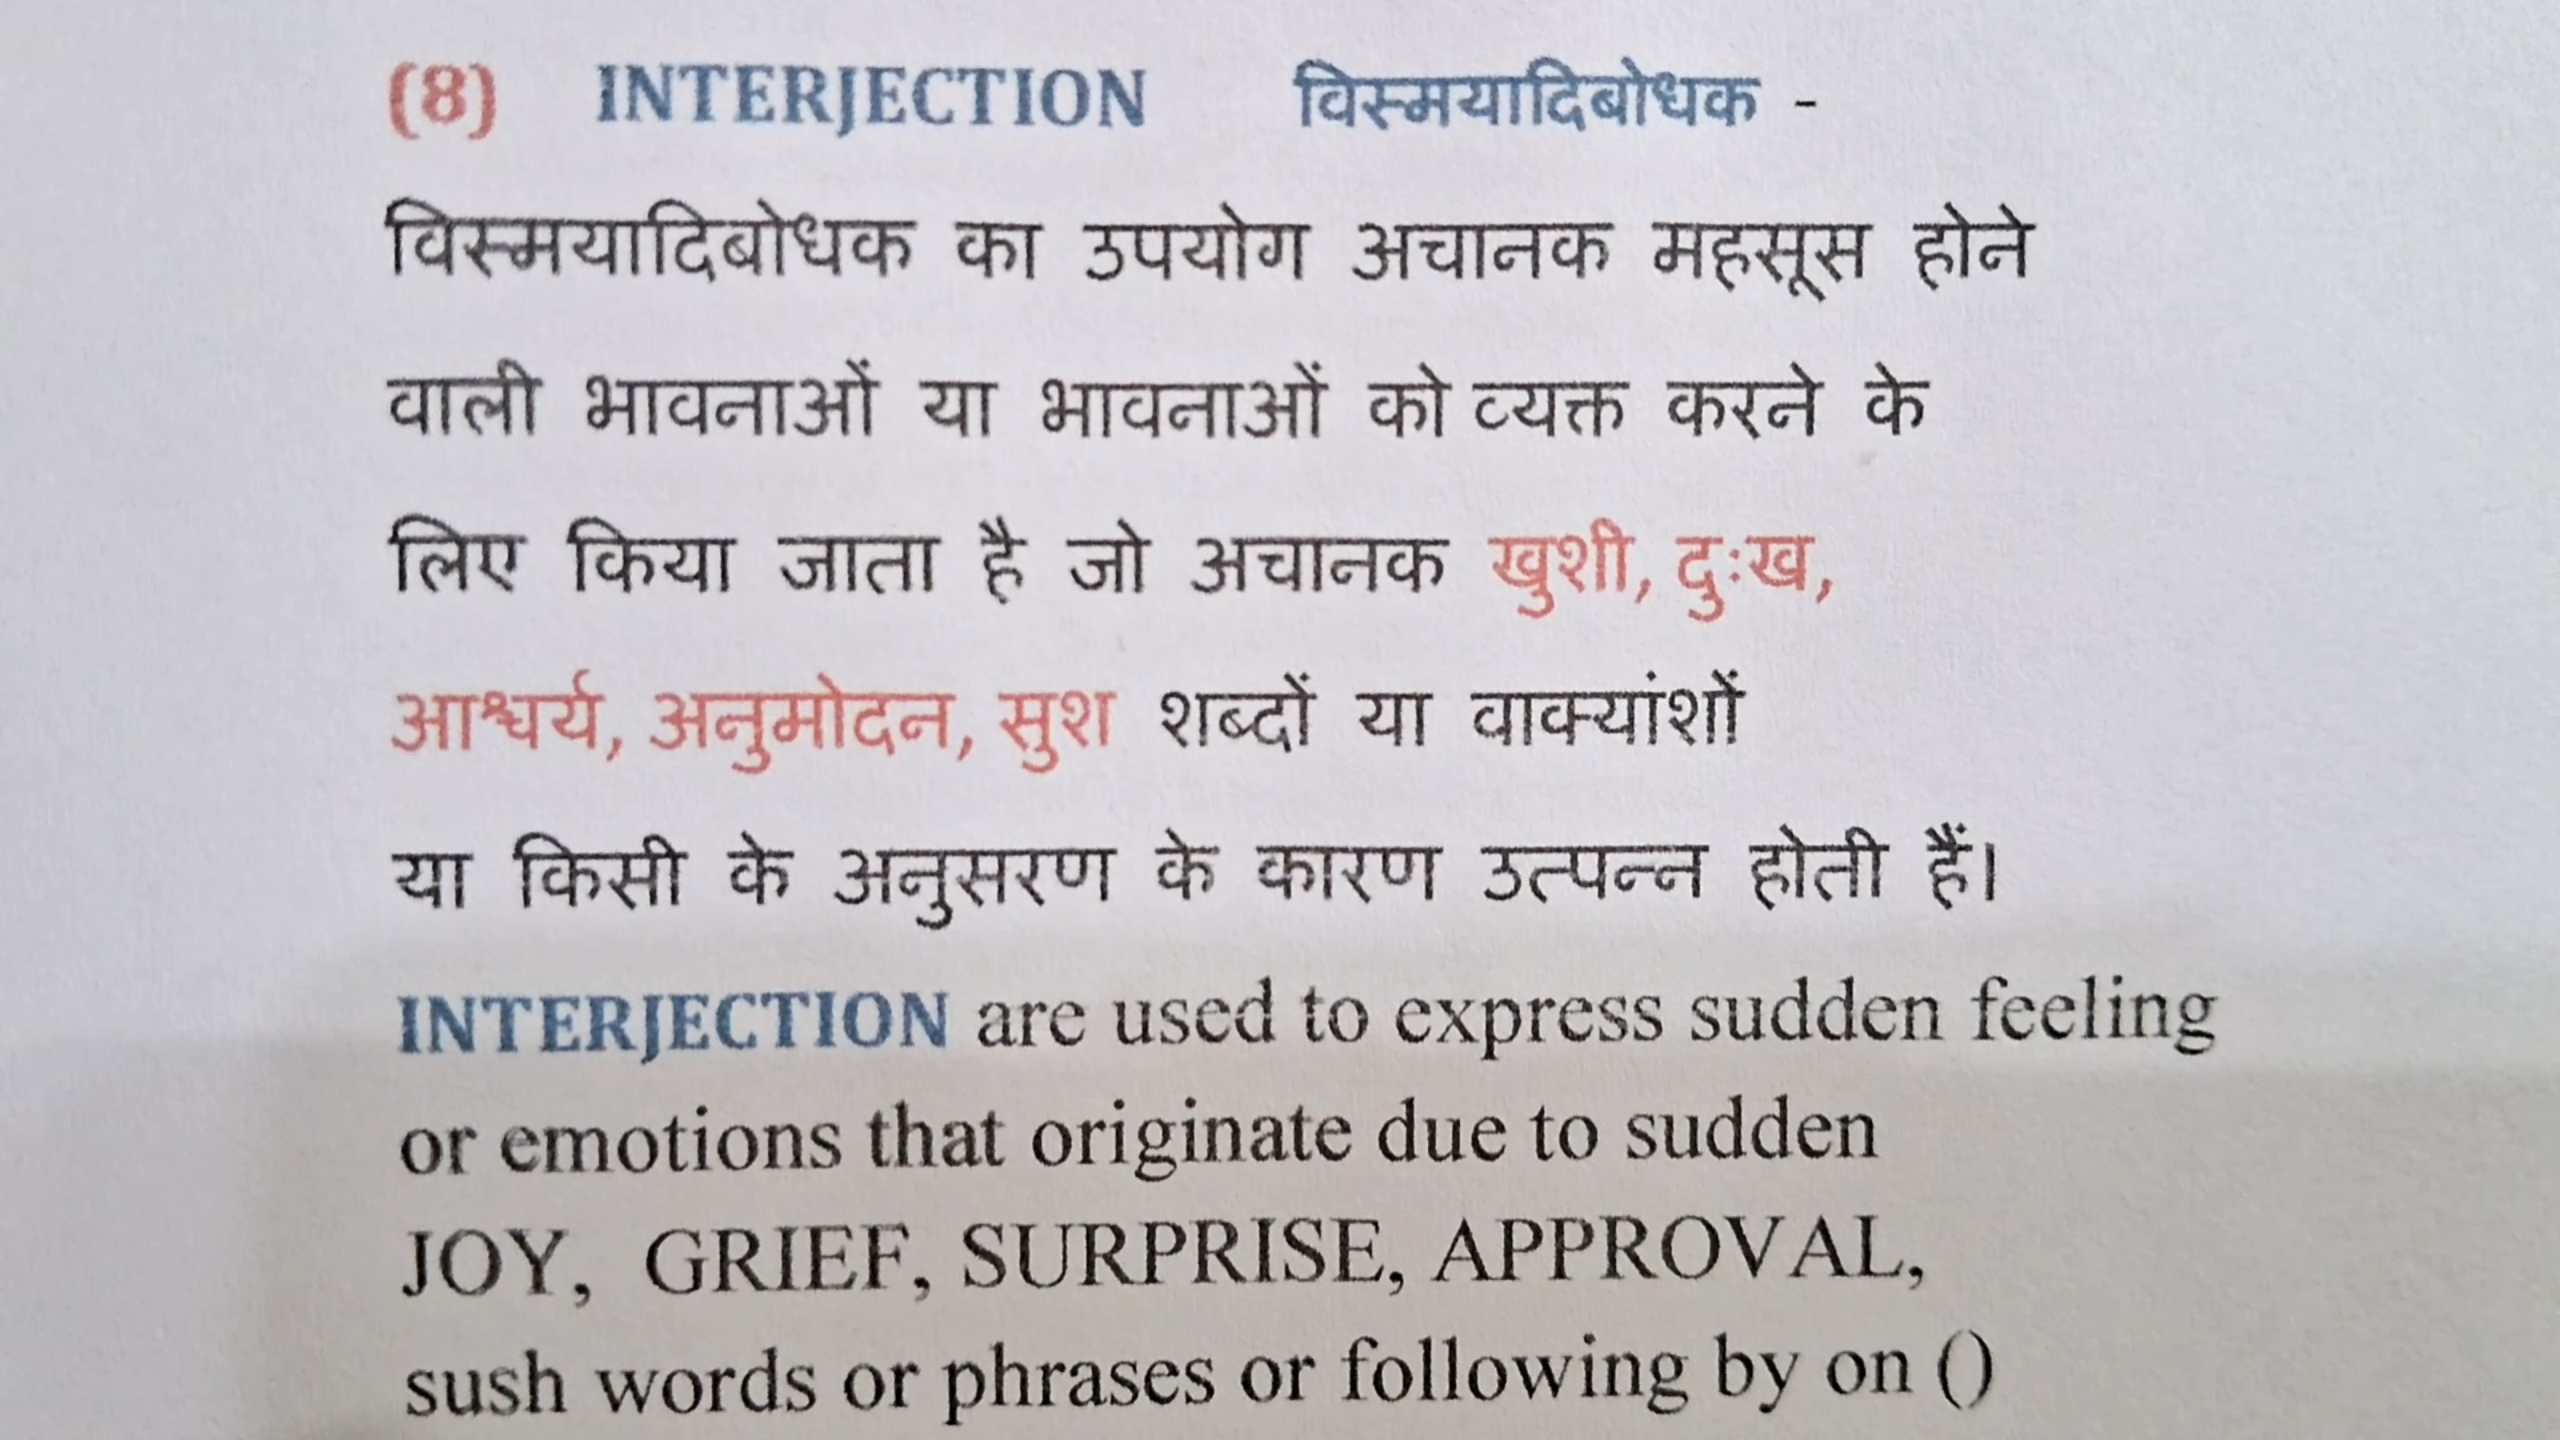 (8) INTERJECTION विस्मयादिबोधक -
विस्मयादिबोधक का उपयोग अचानक महसूस होने
वाली भावनाओं या भावनाओं को व्यक्त करने के
लिए किया जाता है जो अचानक खुशी, दुःख,
आश्चर्य, अनुमोदन, सुश शब्दों या वाक्यांशों
या किसी के अनुसरण के कारण उत्पन्न होती हैं।
INTERJECTION are used to express sudden feeling
or emotions that originate due to sudden
JOY, GRIEF, SURPRISE, APPROVAL,
sush words or phrases or following by on ()